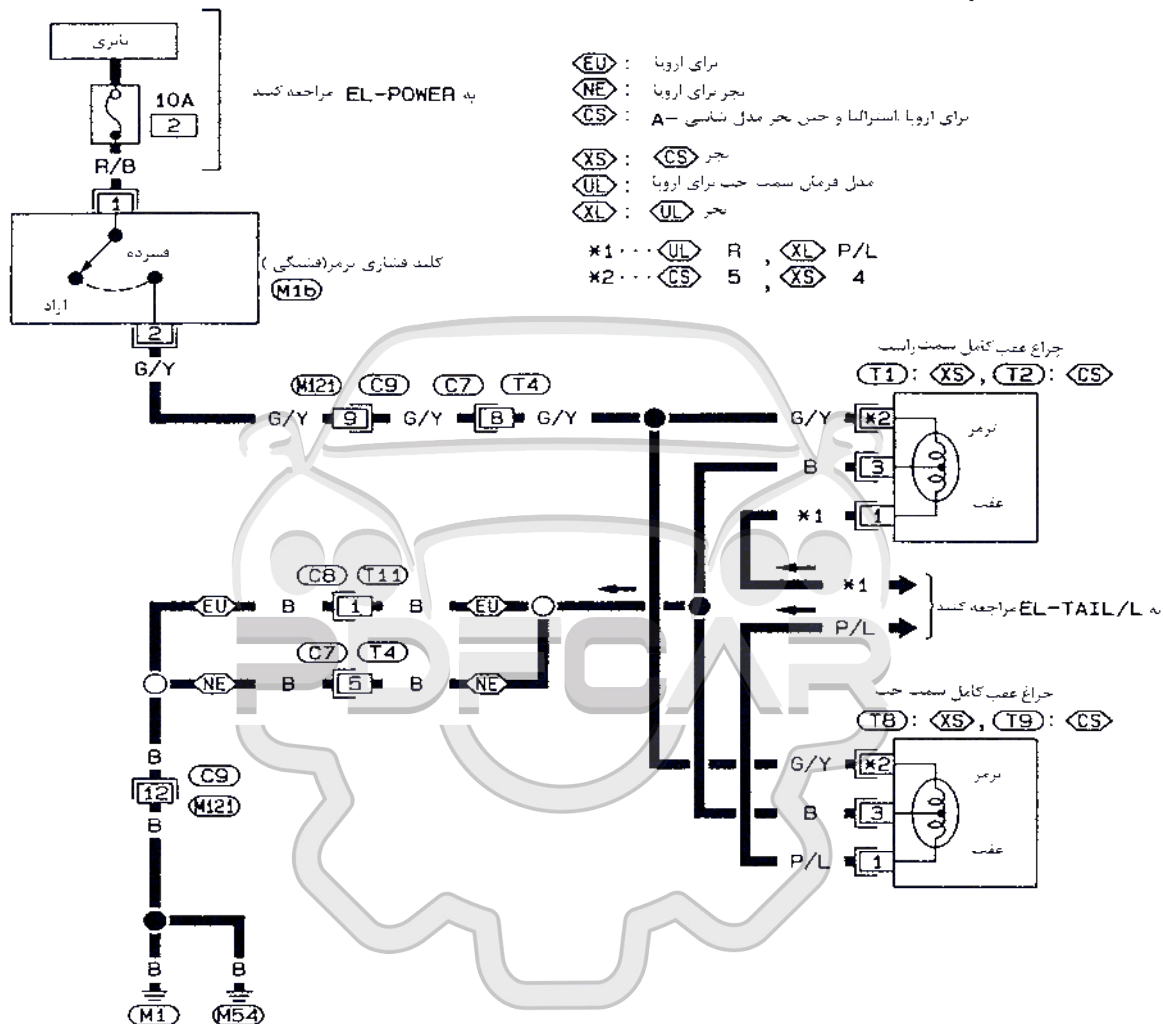 باتری
10A
2
به EL-POWER مراجعه کنید
R/B
1
فشرده
آزاد
کلید فشاری ترمز(فشنگی)
M16
2
G/Y
EU : برای اروپا
NE : بجز برای اروپا
CS : برای اروپا استرالیا و جنس بجز مدل شاسی -A
XS : CS بجز
UL : مدل فرمان سمت چپ برای اروپا
XL : UL بجز
*1 ··· UL R , XL P/L
*2 ··· CS 5 , XS 4
چراغ عقب کامل سمت راست
T1 : XS , T2 : CS
M121 C9 C7 T4
G/Y 9 G/Y 8 G/Y G/Y *2
ترمز
B 3
عقب
*1 1
C8 T11
EU B 1 B EU
*1
به EL-TAIL/L مراجعه کنید
P/L
C7 T4
NE B 5 B NE
چراغ عقب کامل سمت چپ
T8 : XS , T9 : CS
G/Y *2
ترمز
B 3
عقب
P/L 1
B
12
C9
M121
B
B B
M1 M54
PDFCAR